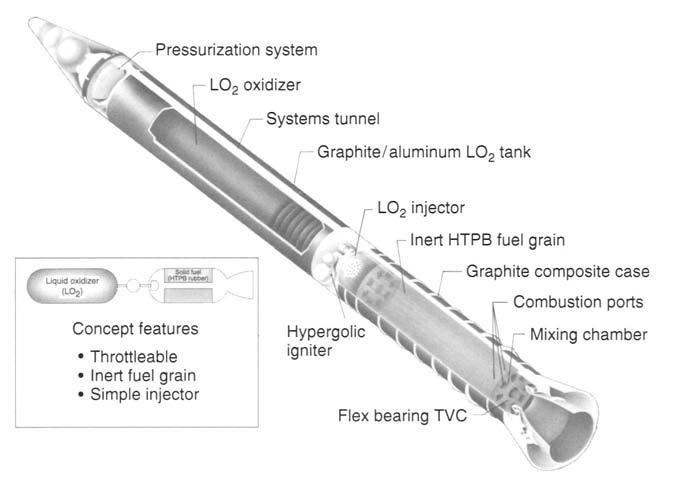 Pressurization system
LO2 oxidizer
Systems tunnel
Graphite/aluminum LO2 tank
LO2 injector
Inert HTPB fuel grain
Graphite composite case
Combustion ports
Mixing chamber
Hypergolic
igniter
Flex bearing TVC
Liquid oxidizer
(LO2)
Solid fuel
(HTPB rubber)
Concept features
• Throttleable
• Inert fuel grain
• Simple injector